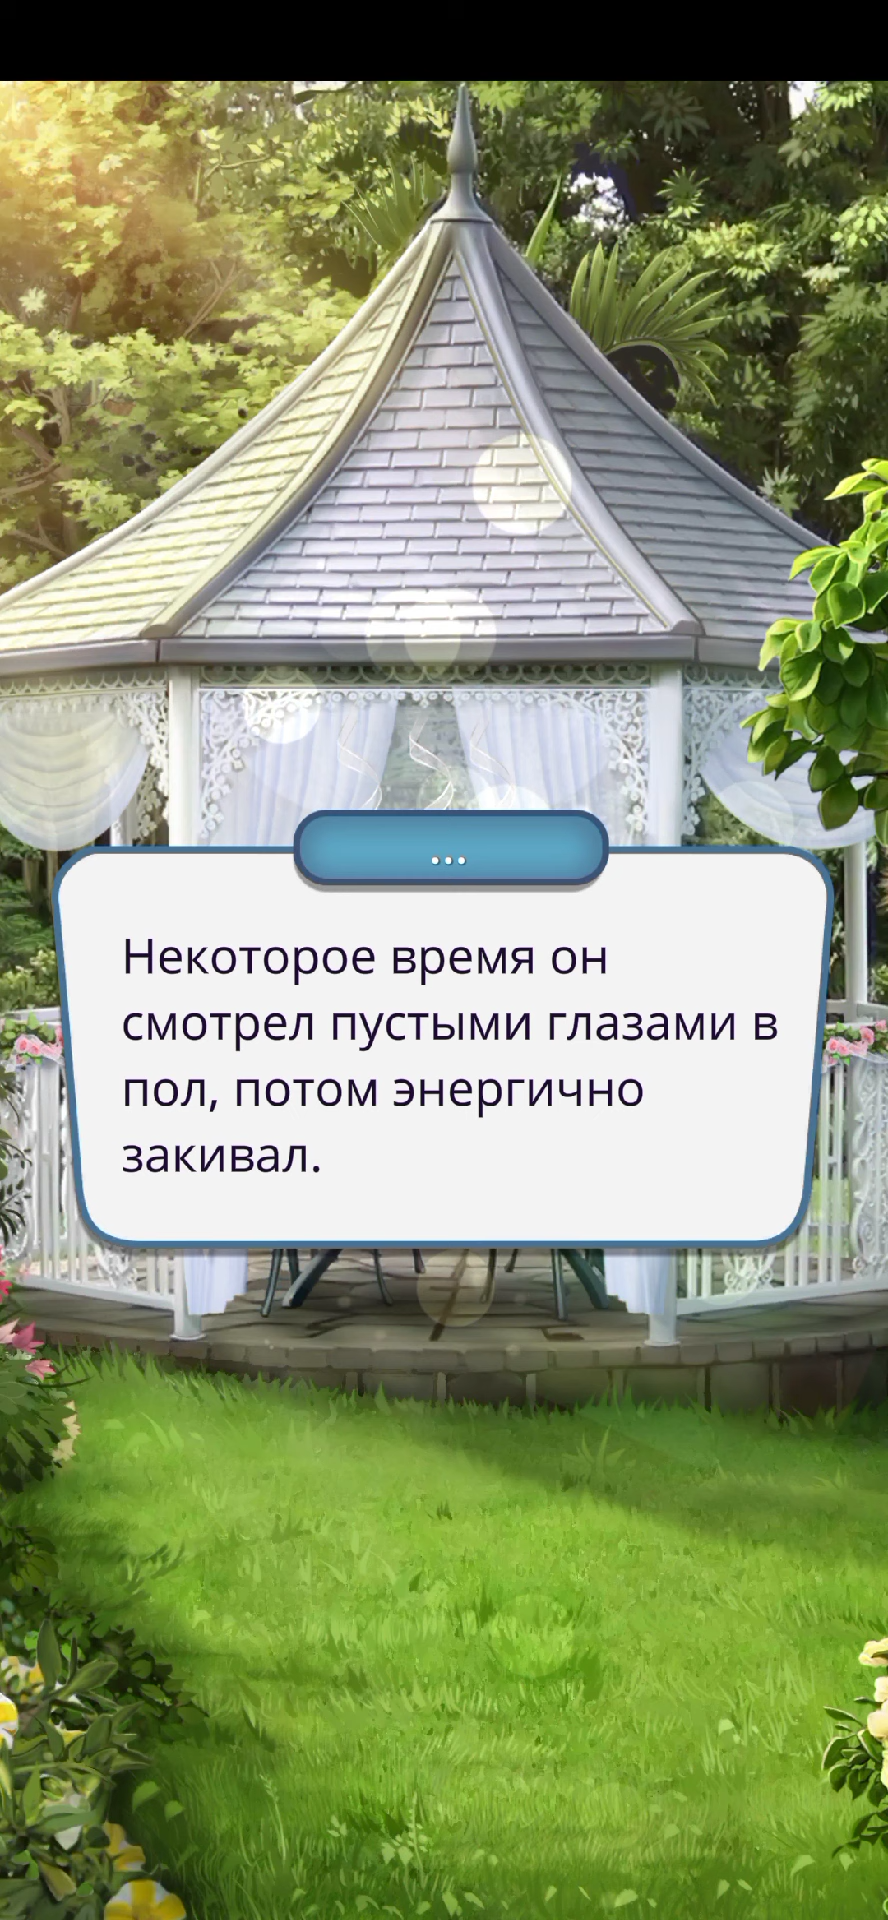 ...
Некоторое время он
смотрел пустыми глазами в
пол, потом энергично
закивал.